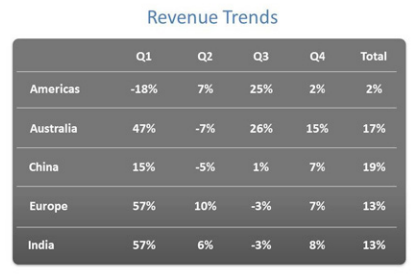 Revenue Trends
Q1 Q2 Q3 Q4 Total
Americas -18% 7% 25% 2% 2%
Australia 47% -7% 26% 15% 17%
China 15% -5% 1% 7% 19%
Europe 57% 10% -3% 7% 13%
India 57% 6% -3% 8% 13%